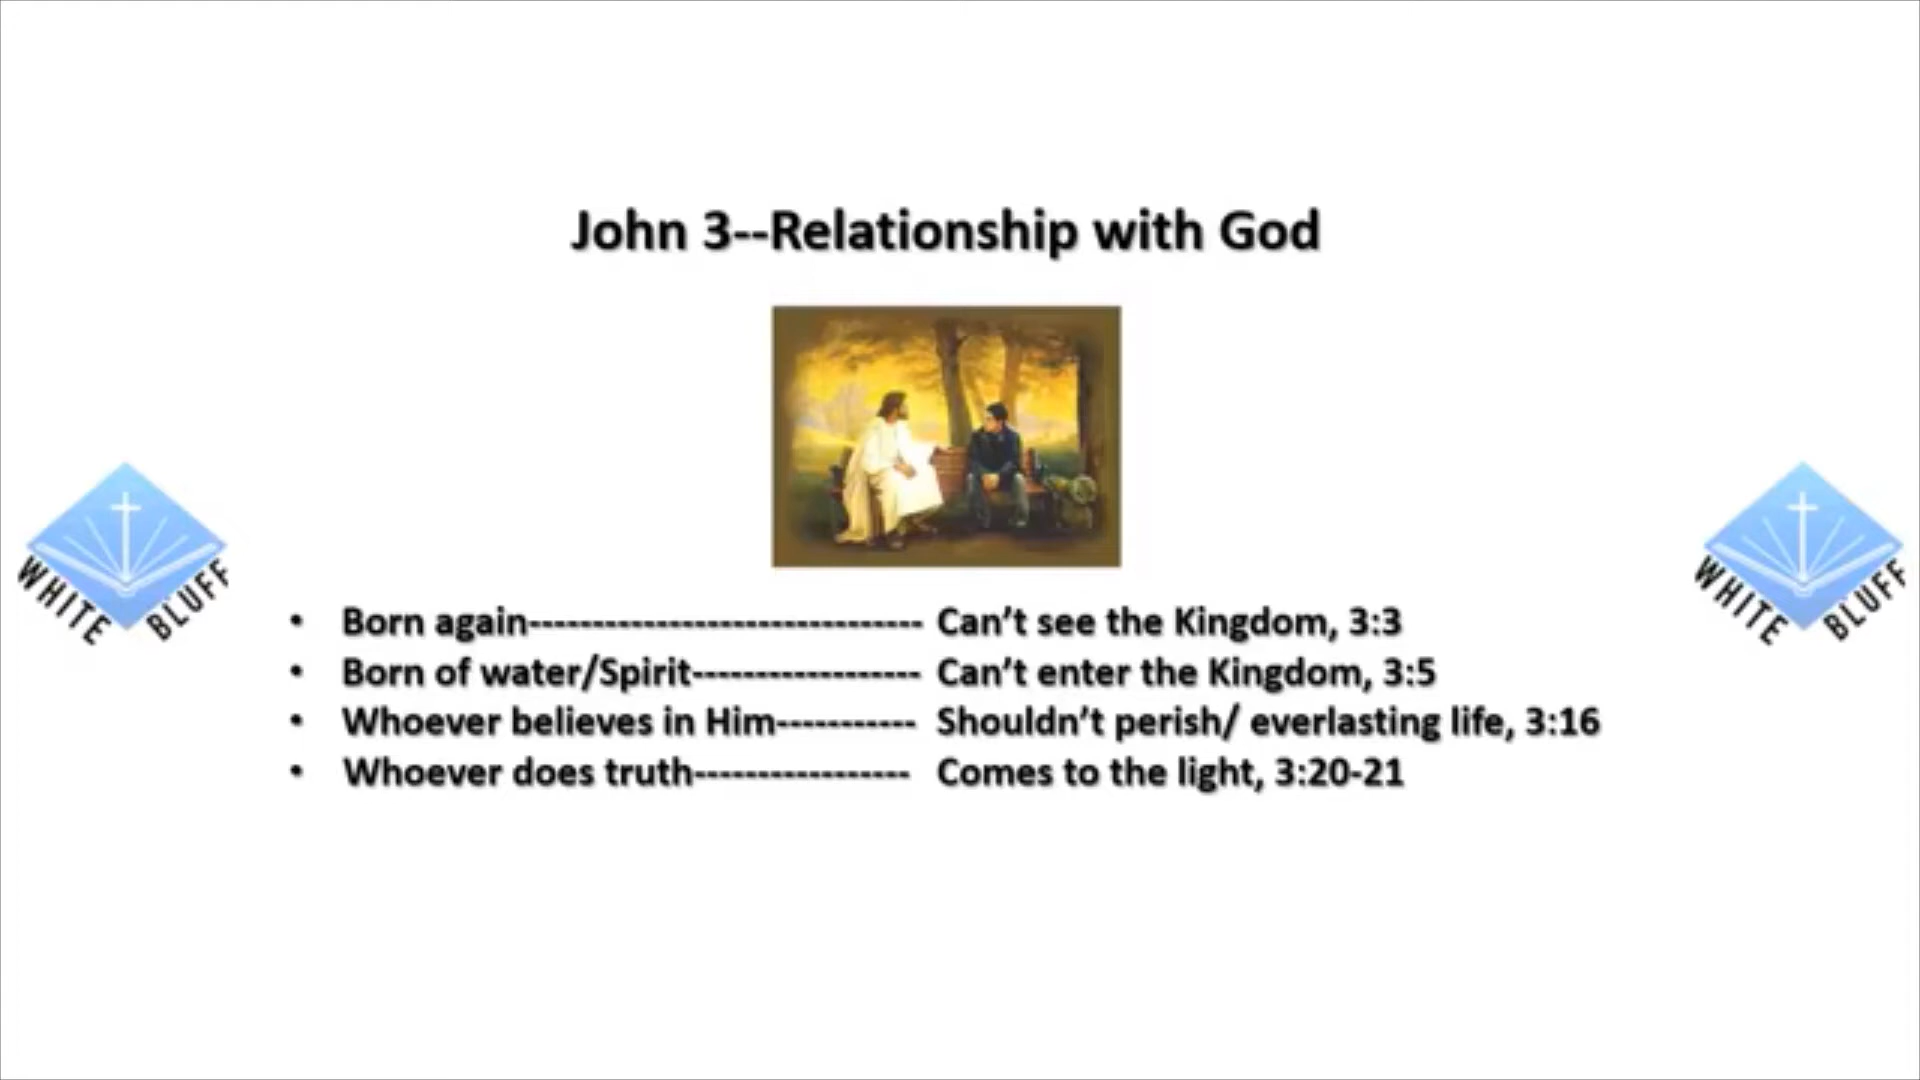 John 3--Relationship with God
WHITE BLUFF
WHITE BLUFF
• Born again------------------------------- Can’t see the Kingdom, 3:3
• Born of water/Spirit------------------ Can’t enter the Kingdom, 3:5
• Whoever believes in Him----------- Shouldn’t perish/ everlasting life, 3:16
• Whoever does truth----------------- Comes to the light, 3:20-21